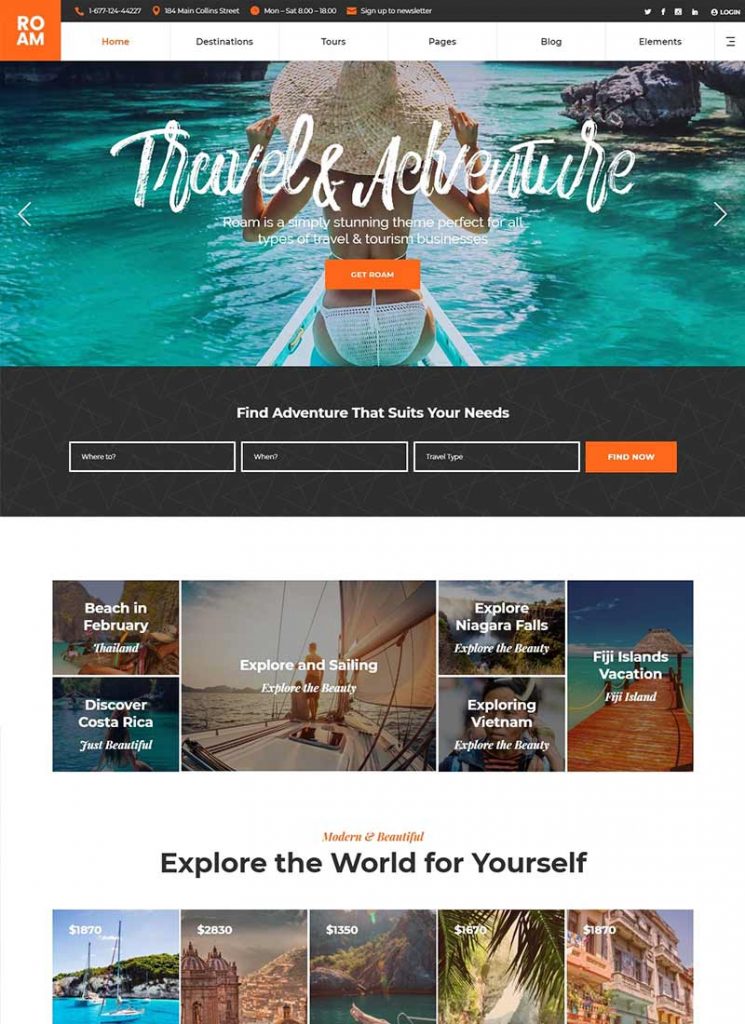 RO
AM
1-677-124-44227 184 Main Collins Street Mon – Sat 8.00 – 18.00 Sign up to newsletter LOGIN
Home Destinations Tours Pages Blog Elements
Travel & Adventure
Roam is a simply stunning theme perfect for all
types of travel & tourism businesses
GET ROAM
Find Adventure That Suits Your Needs
Where to? When? Travel Type FIND NOW
Beach in
February
Thailand
Discover
Costa Rica
Just Beautiful
Explore and Sailing
Explore the Beauty
Explore
Niagara Falls
Explore the Beauty
Exploring
Vietnam
Explore the Beauty
Fiji Islands
Vacation
Fiji Island
Modern & Beautiful
Explore the World for Yourself
$1870 $2830 $1350 $1670 $1870